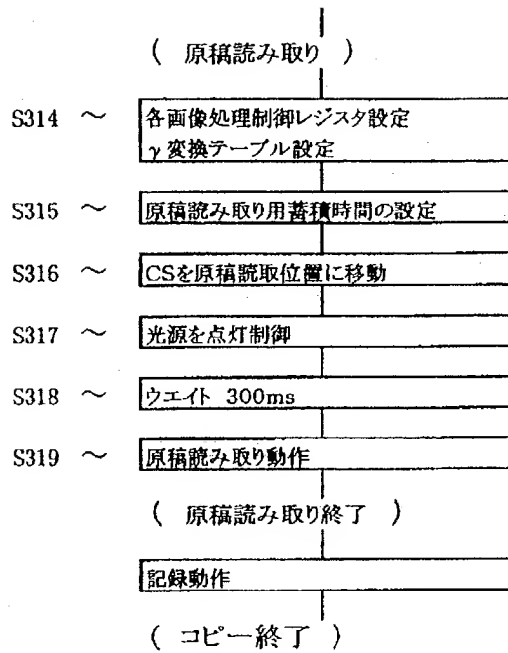 ( 原稿読み取り )
S314 ～ 各画像処理制御レジスタ設定
γ変換テーブル設定
S315 ～ 原稿読み取り用蓄積時間の設定
S316 ～ CSを原稿読取位置に移動
S317 ～ 光源を点灯制御
S318 ～ ウエイト 300ms
S319 ～ 原稿読み取り動作
( 原稿読み取り終了 )
記録動作
( コピー終了 )